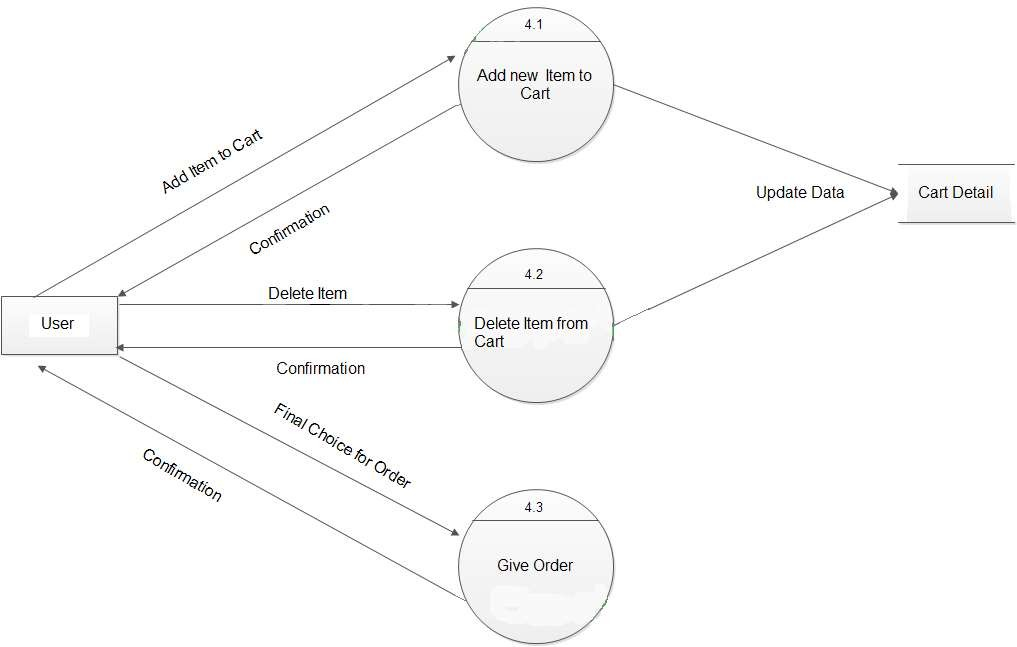 4.1
Add new Item to
Cart
Add Item to Cart
Confirmation
Update Data
Cart Detail
User
Delete Item
4.2
Delete Item from
Cart
Confirmation
Final Choice for Order
Confirmation
4.3
Give Order